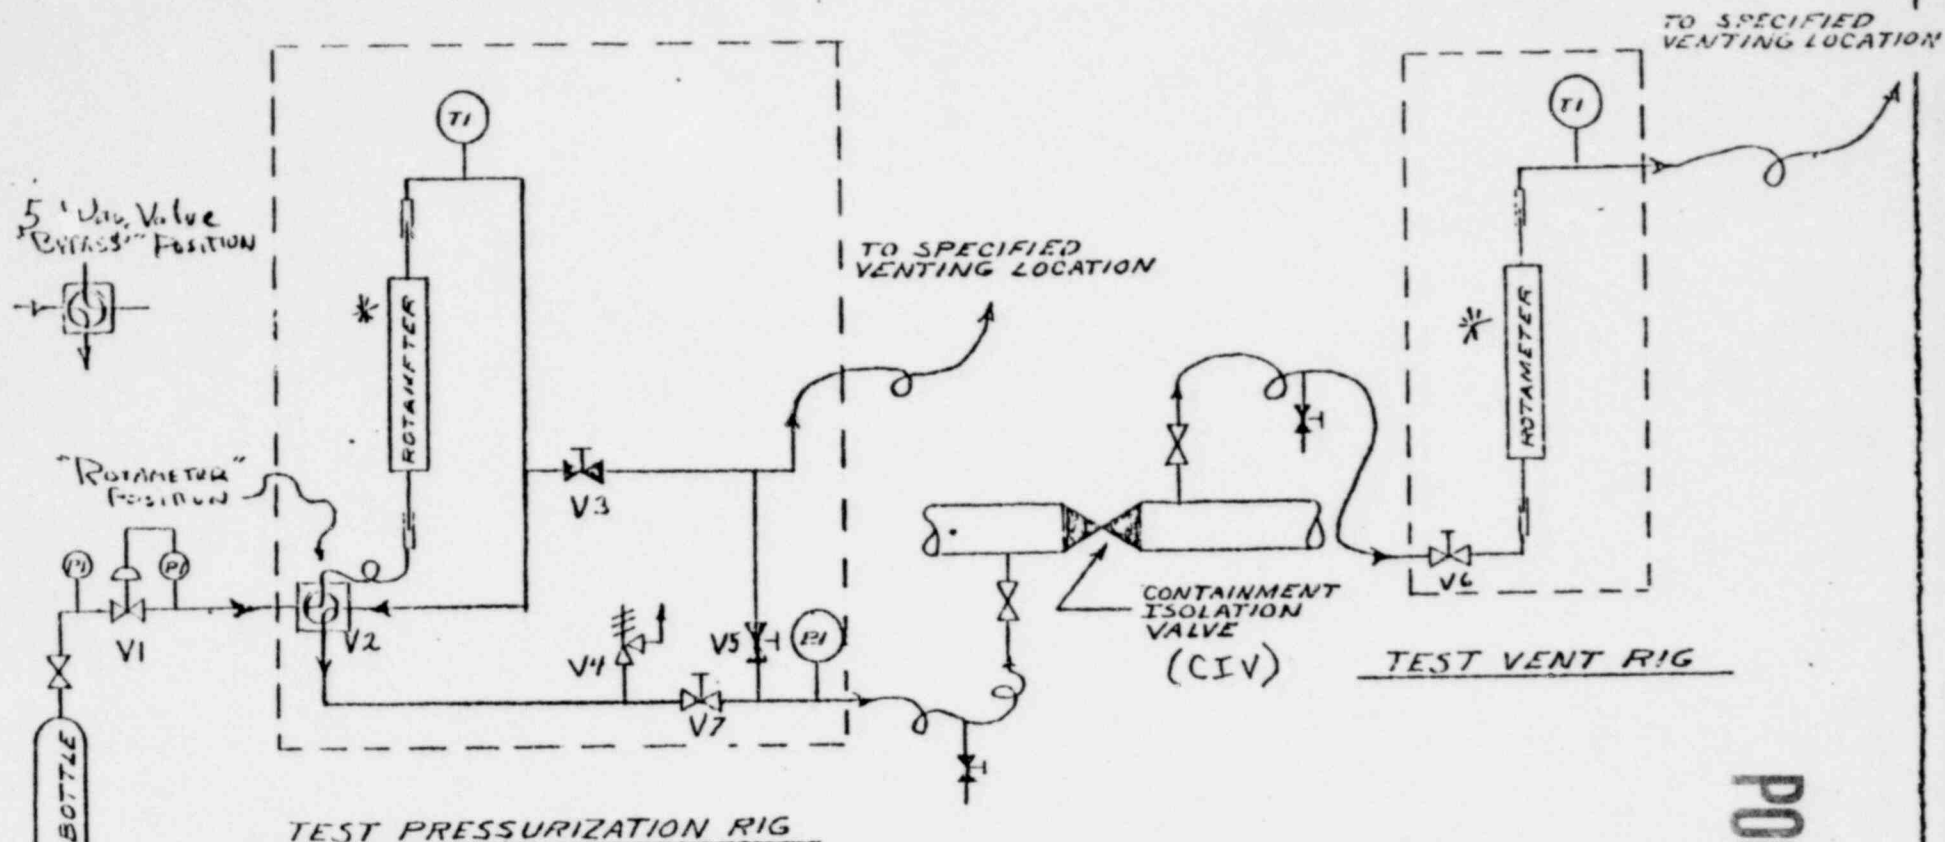 TO SPECIFIED
VENTING LOCATION
TI
TI
5 Way Valve
"BYPASS" POSITION
*
ROTAMETER
TO SPECIFIED
VENTING LOCATION
*
ROTAMETER
"ROTAMETER"
POSITION
V3
PI
PI
V1
V2
V4
V5
PI
V7
V6
CONTAINMENT
ISOLATION
VALVE
(CIV)
TEST VENT RIG
BOTTLE
TEST PRESSURIZATION RIG
PO